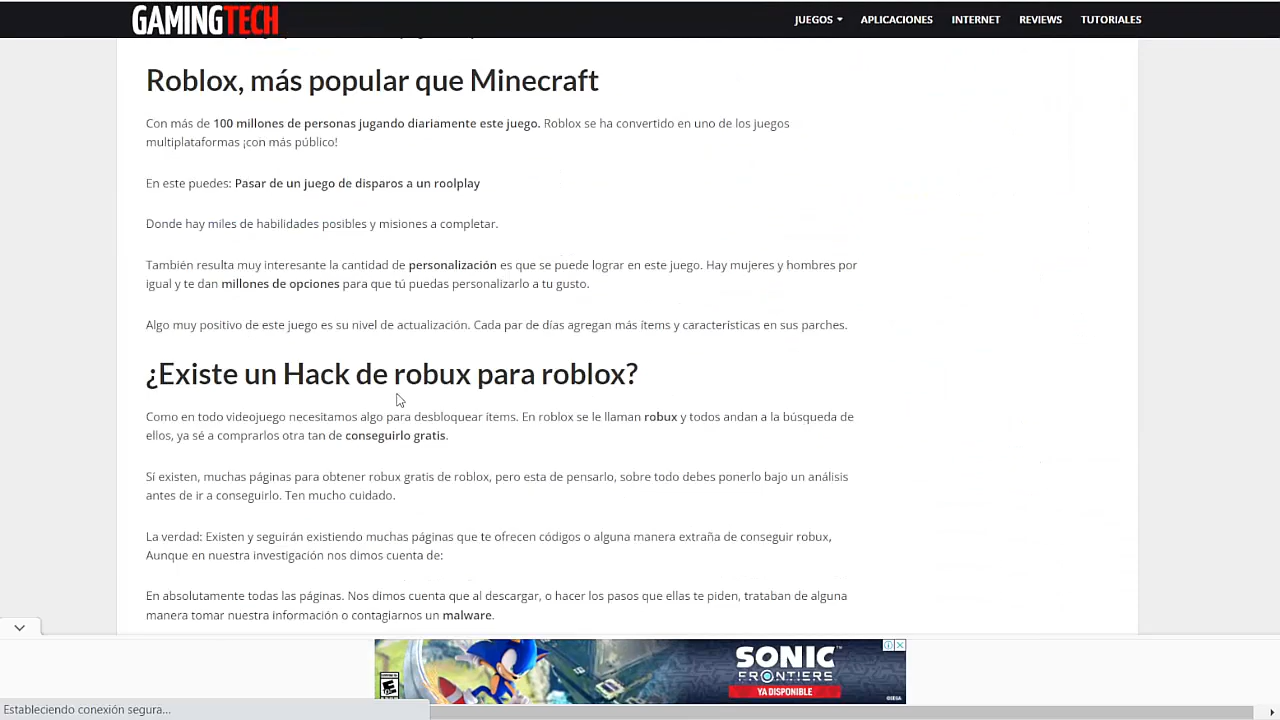 GAMINGTECH
JUEGOS
APLICACIONES
INTERNET
REVIEWS
TUTORIALES
Roblox, más popular que Minecraft
Con más de 100 millones de personas jugando diariamente este juego. Roblox se ha convertido en uno de los juegos
multiplataformas ¡con más público!
En este puedes: Pasar de un juego de disparos a un roolplay
Donde hay miles de habilidades posibles y misiones a completar.
También resulta muy interesante la cantidad de personalización es que se puede lograr en este juego. Hay mujeres y hombres por
igual y te dan millones de opciones para que tú puedas personalizarlo a tu gusto.
Algo muy positivo de este juego es su nivel de actualización. Cada par de días agregan más ítems y características en sus parches.
¿Existe un Hack de robux para roblox?
Como en todo videojuego necesitamos algo para desbloquear ítems. En roblox se le llaman robux y todos andan a la búsqueda de
ellos, ya sé a comprarlos otra tan de conseguirlo gratis.
Sí existen, muchas páginas para obtener robux gratis de roblox, pero esta de pensarlo, sobre todo debes ponerlo bajo un análisis
antes de ir a conseguirlo. Ten mucho cuidado.
La verdad: Existen y seguirán existiendo muchas páginas que te ofrecen códigos o alguna manera extraña de conseguir robux,
Aunque en nuestra investigación nos dimos cuenta de:
En absolutamente todas las páginas. Nos dimos cuenta que al descargar, o hacer los pasos que ellas te piden, trataban de alguna
manera tomar nuestra información o contagiarnos un malware.
SONIC
FRONTIERS
YA DISPONIBLE
Estableciendo conexión segura...